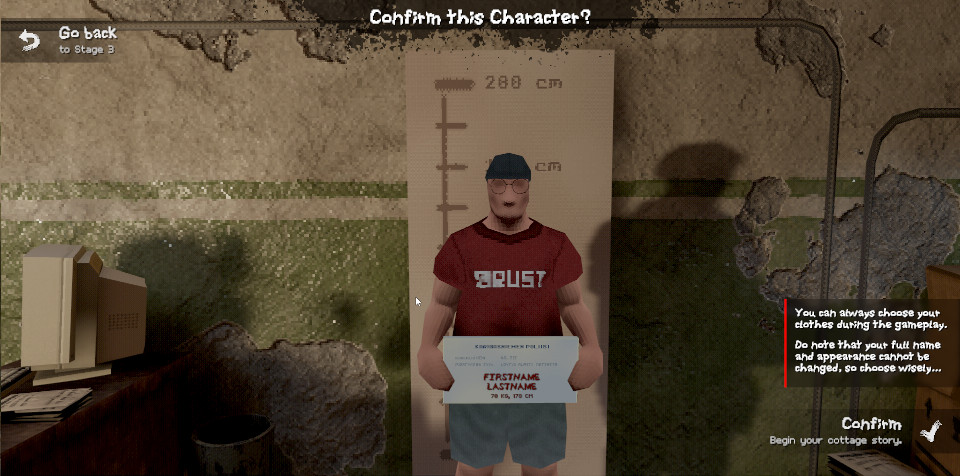 Confirm this Character?
Go back
to Stage 3
200 cm
cm
FIRSTNAME
LASTNAME
70 KG, 170 CM
You can always choose your
clothes during the gameplay.
Do note that your full name
and appearance cannot be
changed, so choose wisely...
Confirm
Begin your cottage story.